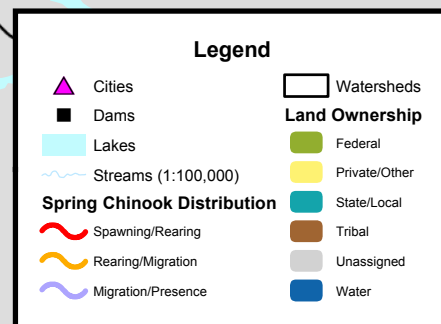 Legend
Cities
Dams
Lakes
Streams (1:100,000)
Spring Chinook Distribution
Spawning/Rearing
Rearing/Migration
Migration/Presence
Watersheds
Land Ownership
Federal
Private/Other
State/Local
Tribal
Unassigned
Water